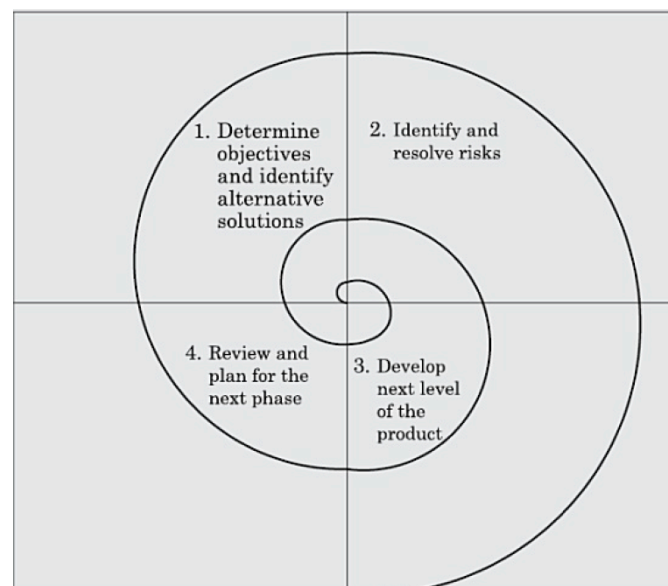 1. Determine
objectives
and identify
alternative
solutions
2. Identify and
resolve risks
4. Review and
plan for the
next phase
3. Develop
next level
of the
product